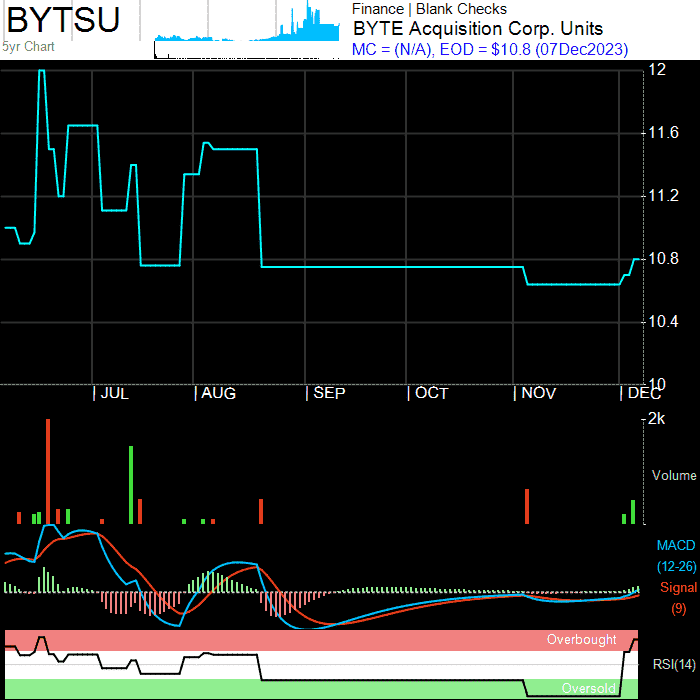 BYTSU
5yr Chart
Finance | Blank Checks
BYTE Acquisition Corp. Units
MC = (N/A), EOD = $10.8 (07Dec2023)
12
11.6
11.2
10.8
10.4
10
| JUL | AUG | SEP | OCT | NOV | DEC
2k
Volume
MACD
(12-26)
Signal
(9)
Overbought
RSI(14)
Oversold